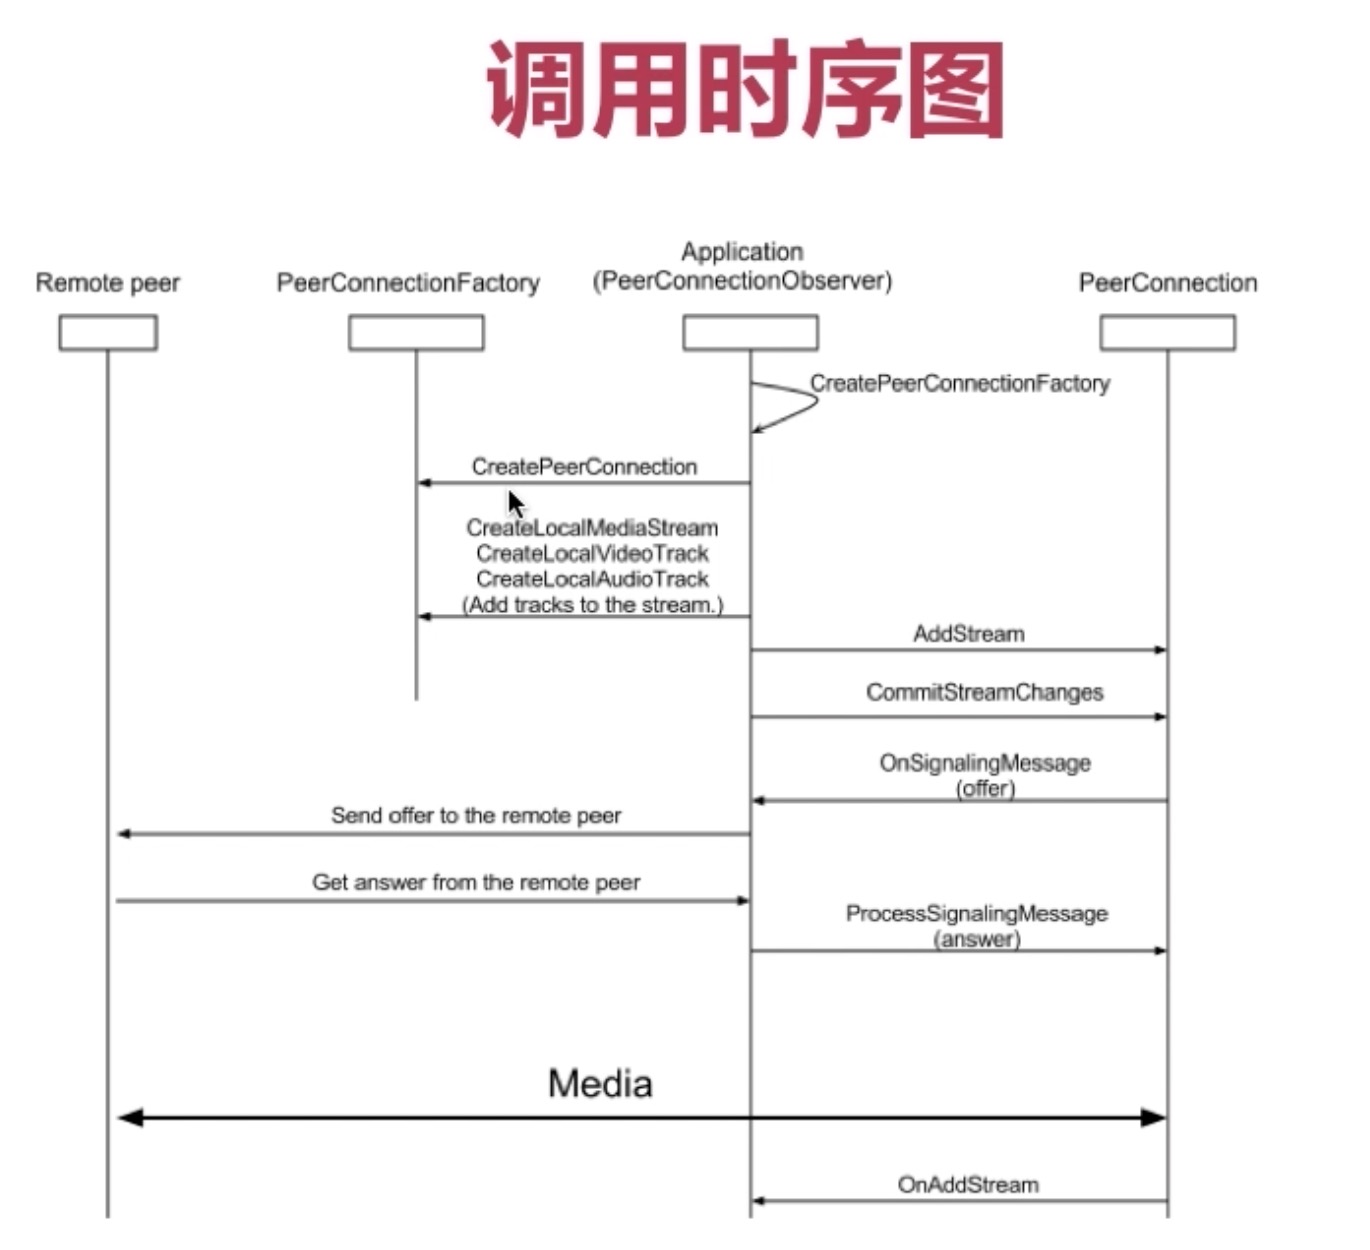 调用时序图
Remote peer
PeerConnectionFactory
Application
(PeerConnectionObserver)
PeerConnection
CreatePeerConnectionFactory
CreatePeerConnection
CreateLocalMediaStream
CreateLocalVideoTrack
CreateLocalAudioTrack
(Add tracks to the stream.)
AddStream
CommitStreamChanges
OnSignalingMessage
(offer)
Send offer to the remote peer
Get answer from the remote peer
ProcessSignalingMessage
(answer)
Media
OnAddStream